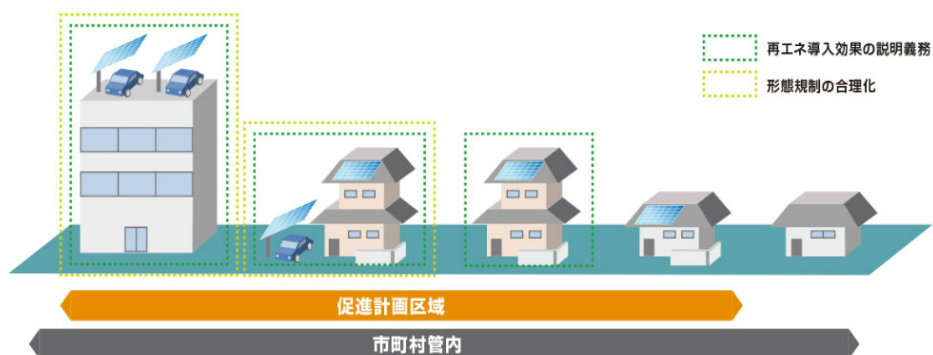 再エネ導入効果の説明義務
形態規制の合理化
促進計画区域
市町村管内